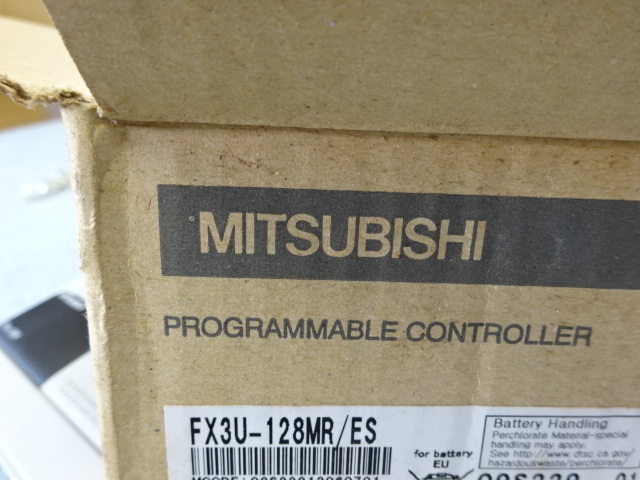 MITSUBISHI
PROGRAMMABLE CONTROLLER
FX3U-128MR/ES
Battery Handling
Perchlorate Material-special
handling may apply.
See http://www.dtsc.ca.gov/
hazardouswaste/perchlorate/
for battery
EU